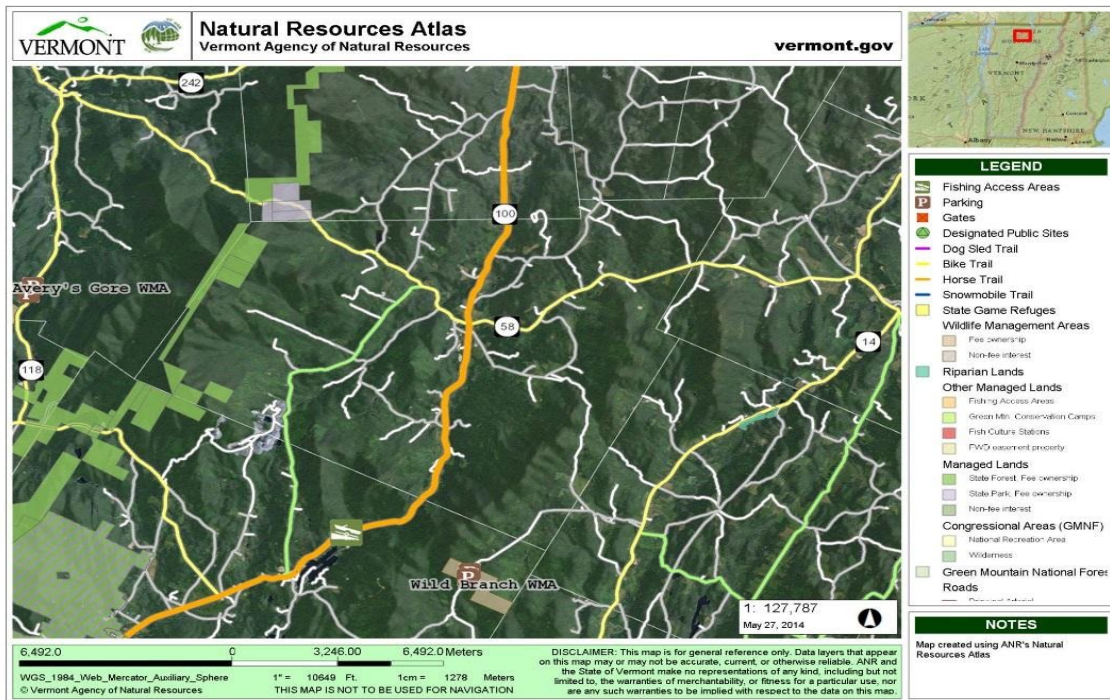 VERMONT
Natural Resources Atlas
Vermont Agency of Natural Resources
vermont.gov
242
100
Avery's Gore WMA
58
14
118
Wild Branch WMA
1: 127,787
May 27, 2014
VERMONT
NEW HAMPSHIRE
Albany
LEGEND
Fishing Access Areas
Parking
Gates
Designated Public Sites
Dog Sled Trail
Bike Trail
Horse Trail
Snowmobile Trail
State Game Refuges
Wildlife Management Areas
Fee ownership
Non-fee interest
Riparian Lands
Other Managed Lands
Fishing Access Areas
Green Mtn. Conservation Camps
Fish Culture Stations
FWD easement property
Managed Lands
State Forest, Fee ownership
State Park, Fee ownership
Non-fee interest
Congressional Areas (GMNF)
National Recreation Area
Wilderness
Green Mountain National Fores
Roads
NOTES
Map created using ANR's Natural
Resources Atlas
6,492.0 0 3,246.00 6,492.0 Meters
WGS_1984_Web_Mercator_Auxiliary_Sphere
1" = 10649 Ft. 1cm = 1278 Meters
© Vermont Agency of Natural Resources
THIS MAP IS NOT TO BE USED FOR NAVIGATION
DISCLAIMER: This map is for general reference only. Data layers that appear
on this map may or may not be accurate, current, or otherwise reliable. ANR and
the State of Vermont make no representations of any kind, including but not
limited to, the warranties of merchantability, or fitness for a particular use, nor
are any such warranties to be implied with respect to the data on this map.